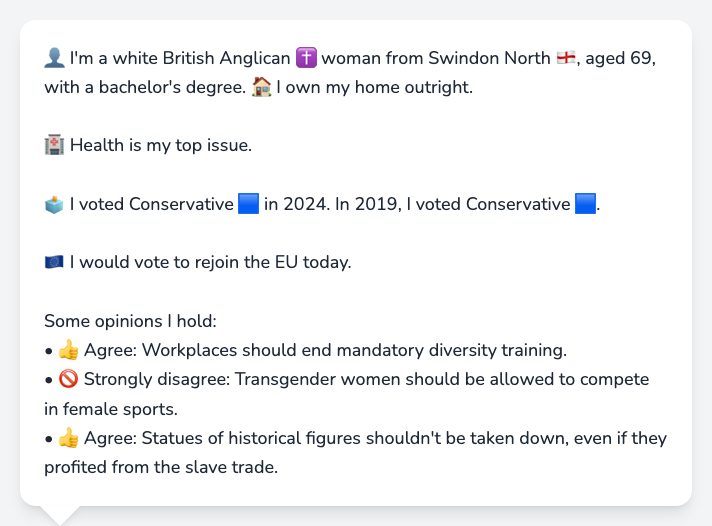 👤 I'm a white British Anglican ✝️ woman from Swindon North 🏴󠁧󠁢󠁥󠁮󠁧󠁿, aged 69,
with a bachelor's degree. 🏠 I own my home outright.
🏥 Health is my top issue.
🗳️ I voted Conservative 🟦 in 2024. In 2019, I voted Conservative 🟦.
🇪🇺 I would vote to rejoin the EU today.
Some opinions I hold:
• 👍 Agree: Workplaces should end mandatory diversity training.
• 🚫 Strongly disagree: Transgender women should be allowed to compete
in female sports.
• 👍 Agree: Statues of historical figures shouldn't be taken down, even if they
profited from the slave trade.